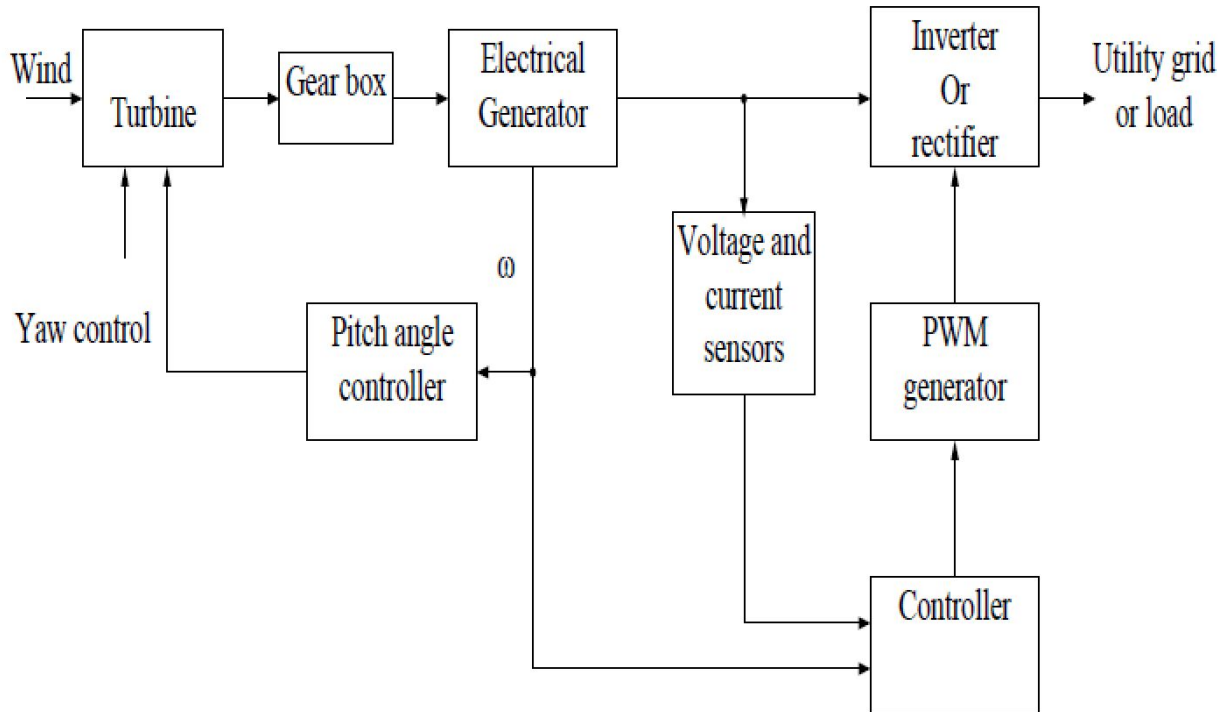 Wind
Turbine
Gear box
Electrical
Generator
Inverter
Or
rectifier
Utility grid
or load
Yaw control
ω
Pitch angle
controller
Voltage and
current
sensors
PWM
generator
Controller